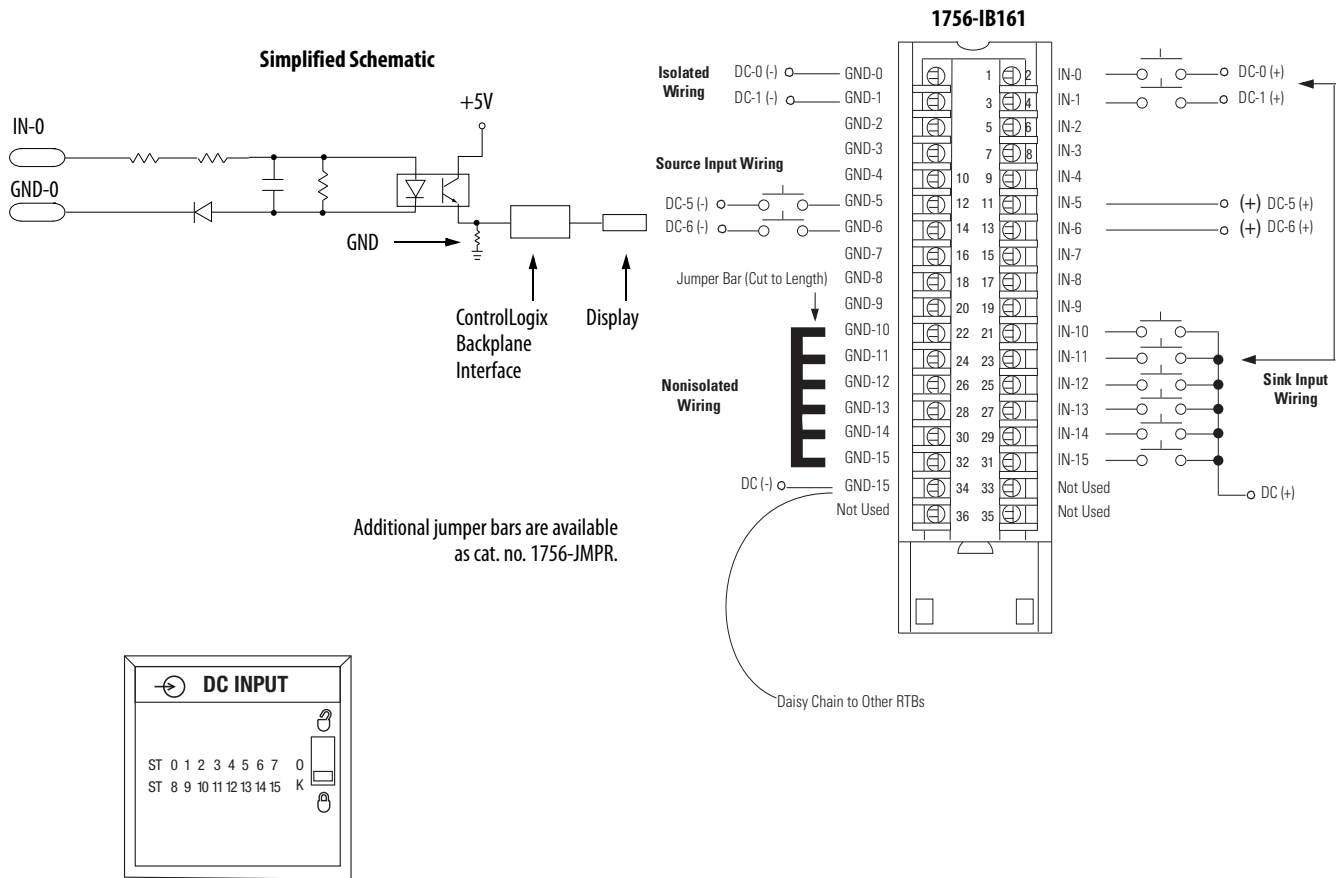 1756-IB161
Simplified Schematic
+5V
IN-0
GND-0
GND
ControlLogix
Backplane
Interface
Display
Isolated
Wiring
DC-0 (-)
DC-1 (-)
Source Input Wiring
DC-5 (-)
DC-6 (-)
Jumper Bar (Cut to Length)
Nonisolated
Wiring
DC (-)
GND-0 1 2 IN-0
GND-1 3 4 IN-1
GND-2 5 6 IN-2
GND-3 7 8 IN-3
GND-4 10 9 IN-4
GND-5 12 11 IN-5
GND-6 14 13 IN-6
GND-7 16 15 IN-7
GND-8 18 17 IN-8
GND-9 20 19 IN-9
GND-10 22 21 IN-10
GND-11 24 23 IN-11
GND-12 26 25 IN-12
GND-13 28 27 IN-13
GND-14 30 29 IN-14
GND-15 32 31 IN-15
GND-15 34 33 Not Used
Not Used 36 35 Not Used
DC-0 (+)
DC-1 (+)
(+) DC-5 (+)
(+) DC-6 (+)
Sink Input
Wiring
DC (+)
Additional jumper bars are available
as cat. no. 1756-JMPR.
Daisy Chain to Other RTBs
DC INPUT
ST 0 1 2 3 4 5 6 7 O
ST 8 9 10 11 12 13 14 15 K